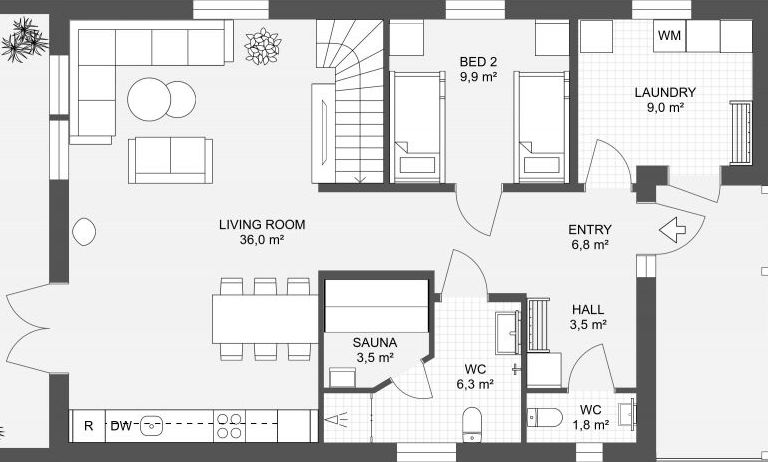 WM
BED 2
9,9 m²
LAUNDRY
9,0 m²
LIVING ROOM
36,0 m²
ENTRY
6,8 m²
HALL
3,5 m²
SAUNA
3,5 m²
WC
6,3 m²
WC
1,8 m²
R
DW